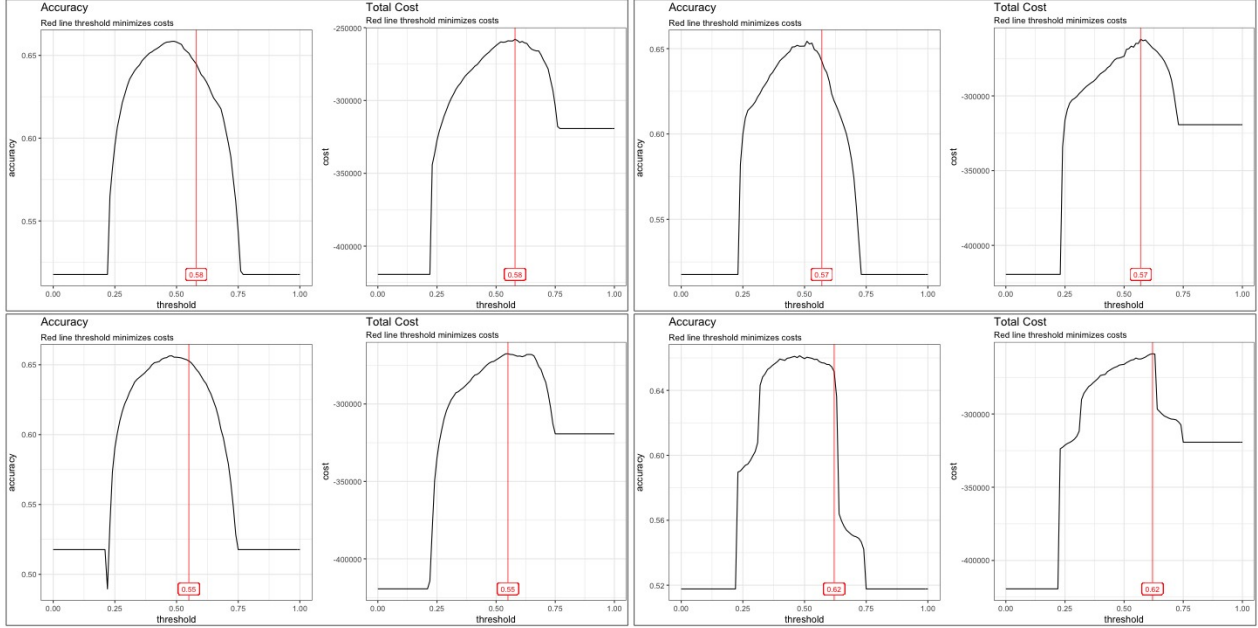 Accuracy
Red line threshold minimizes costs
0.65
0.60
0.55
accuracy
0.58
0.00
0.25
0.50
0.75
1.00
threshold
Total Cost
Red line threshold minimizes costs
-250000
-300000
-350000
-400000
cost
0.58
0.00
0.25
0.50
0.75
1.00
threshold
Accuracy
Red line threshold minimizes costs
0.65
0.60
0.55
accuracy
0.57
0.00
0.25
0.50
0.75
1.00
threshold
Total Cost
Red line threshold minimizes costs
-300000
-350000
-400000
cost
0.57
0.00
0.25
0.50
0.75
1.00
threshold
Accuracy
Red line threshold minimizes costs
0.65
0.60
0.55
0.50
accuracy
0.55
0.00
0.25
0.50
0.75
1.00
threshold
Total Cost
Red line threshold minimizes costs
-300000
-350000
-400000
cost
0.55
0.00
0.25
0.50
0.75
1.00
threshold
Accuracy
Red line threshold minimizes costs
0.64
0.60
0.56
0.52
accuracy
0.62
0.00
0.25
0.50
0.75
1.00
threshold
Total Cost
Red line threshold minimizes costs
-300000
-350000
-400000
cost
0.62
0.00
0.25
0.50
0.75
1.00
threshold